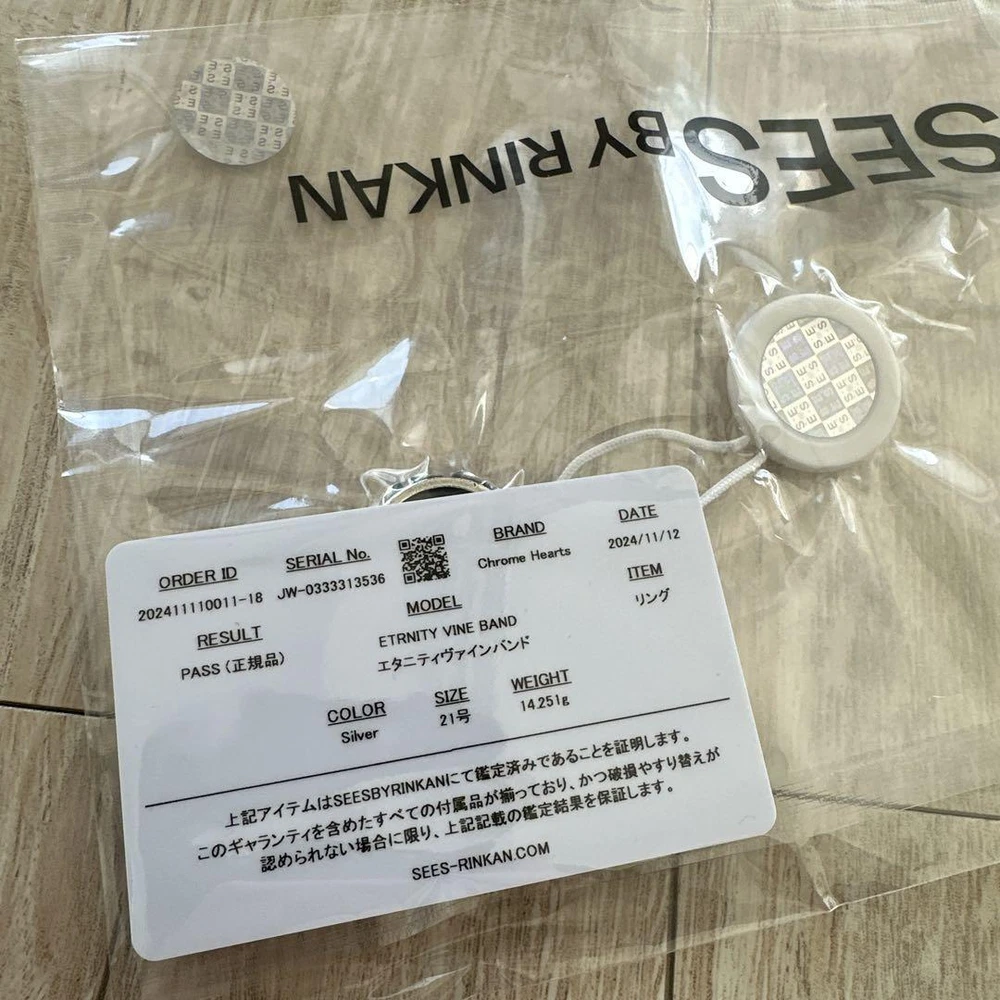 SEES BY RINKAN
ORDER ID
202411110011-18
SERIAL No.
JW-0333313536
BRAND
Chrome Hearts
DATE
2024/11/12
RESULT
PASS (正規品)
MODEL
ETRNITY VINE BAND
エタニティヴァインバンド
ITEM
リング
COLOR
Silver
SIZE
21号
WEIGHT
14.251g
上記アイテムはSEESBYRINKANにて鑑定済みであることを証明します。
このギャランティを含めたすべての付属品が揃っており、かつ破損やすり替えが
認められない場合に限り、上記記載の鑑定結果を保証します。
SEES-RINKAN.COM